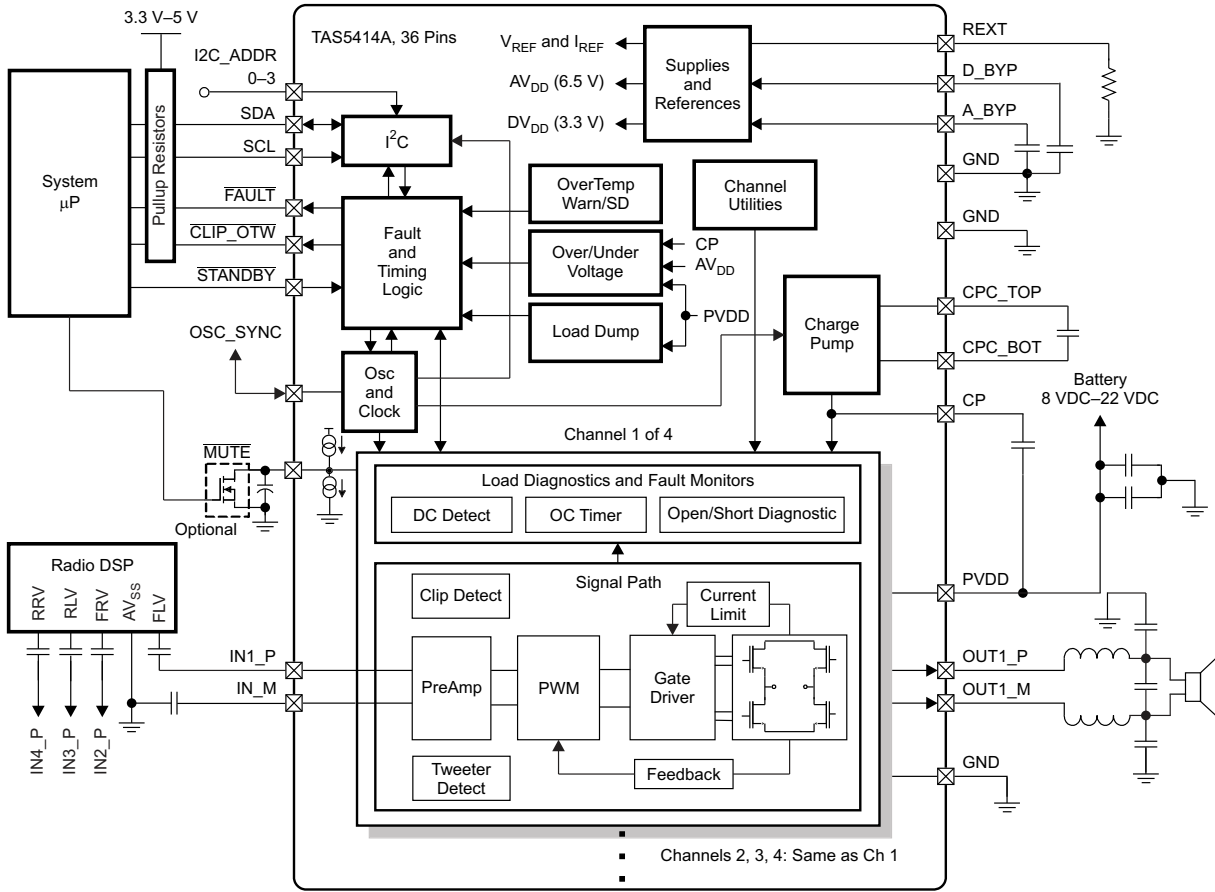 3.3 V–5 V
TAS5414A, 36 Pins
I2C_ADDR
0–3
SDA
SCL
FAULT
CLIP_OTW
STANDBY
OSC_SYNC
Pullup Resistors
System
µP
I²C
Fault
and
Timing
Logic
Osc
and
Clock
V_REF and I_REF
AV_DD (6.5 V)
DV_DD (3.3 V)
Supplies
and
References
OverTemp
Warn/SD
Over/Under
Voltage
Load Dump
CP
AV_DD
PVDD
Channel
Utilities
Charge
Pump
REXT
D_BYP
A_BYP
GND
GND
CPC_TOP
CPC_BOT
CP
Battery
8 VDC–22 VDC
PVDD
OUT1_P
OUT1_M
GND
MUTE
Optional
Radio DSP
RRV
RLV
FRV
AV_SS
FLV
IN1_P
IN_M
IN4_P
IN3_P
IN2_P
Channel 1 of 4
Load Diagnostics and Fault Monitors
DC Detect
OC Timer
Open/Short Diagnostic
Signal Path
Clip Detect
Current
Limit
PreAmp
PWM
Gate
Driver
Feedback
Tweeter
Detect
Channels 2, 3, 4: Same as Ch 1